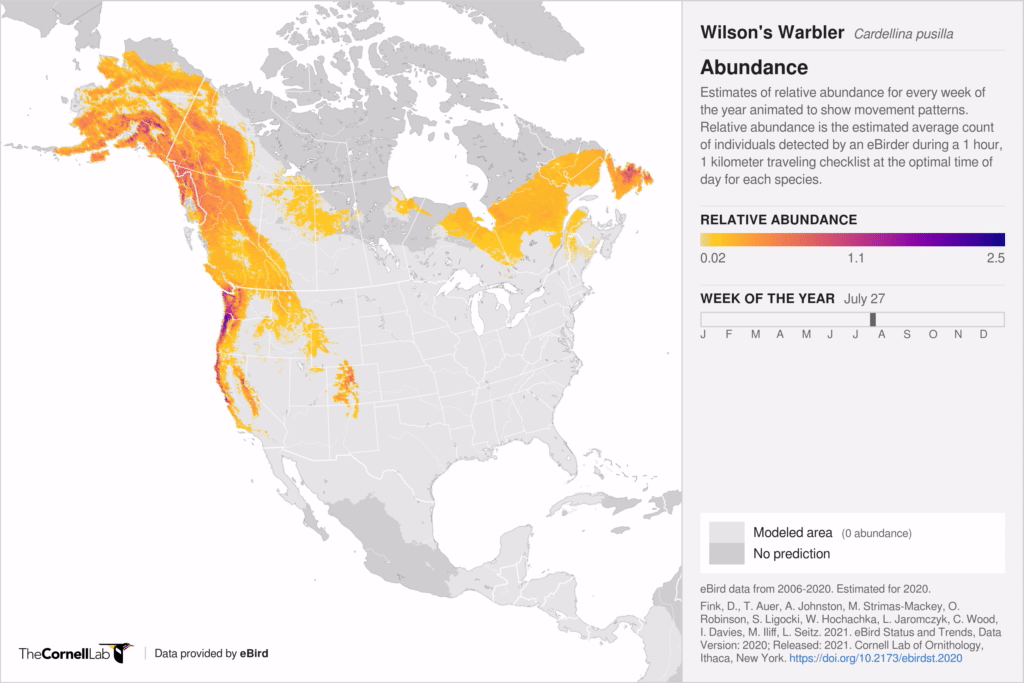 Wilson's Warbler Cardellina pusilla
Abundance
Estimates of relative abundance for every week of
the year animated to show movement patterns.
Relative abundance is the estimated average count
of individuals detected by an eBirder during a 1 hour,
1 kilometer traveling checklist at the optimal time of
day for each species.
RELATIVE ABUNDANCE
0.02 1.1 2.5
WEEK OF THE YEAR July 27
J F M A M J J A S O N D
Modeled area (0 abundance)
No prediction
eBird data from 2006-2020. Estimated for 2020.
Fink, D., T. Auer, A. Johnston, M. Strimas-Mackey, O.
Robinson, S. Ligocki, W. Hochachka, L. Jaromczyk, C. Wood,
I. Davies, M. Iliff, L. Seitz. 2021. eBird Status and Trends, Data
Version: 2020; Released: 2021. Cornell Lab of Ornithology,
Ithaca, New York. https://doi.org/10.2173/ebirdst.2020
TheCornellLab Data provided by eBird